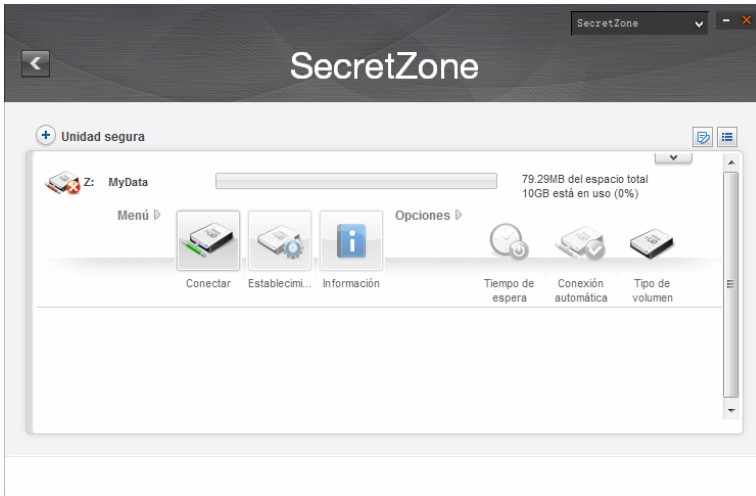 SecretZone
SecretZone
Unidad segura
Z: MyData
79.29MB del espacio total
10GB está en uso (0%)
Menú
Opciones
Conectar
Establecimi...
Información
Tiempo de espera
Conexión automática
Tipo de volumen